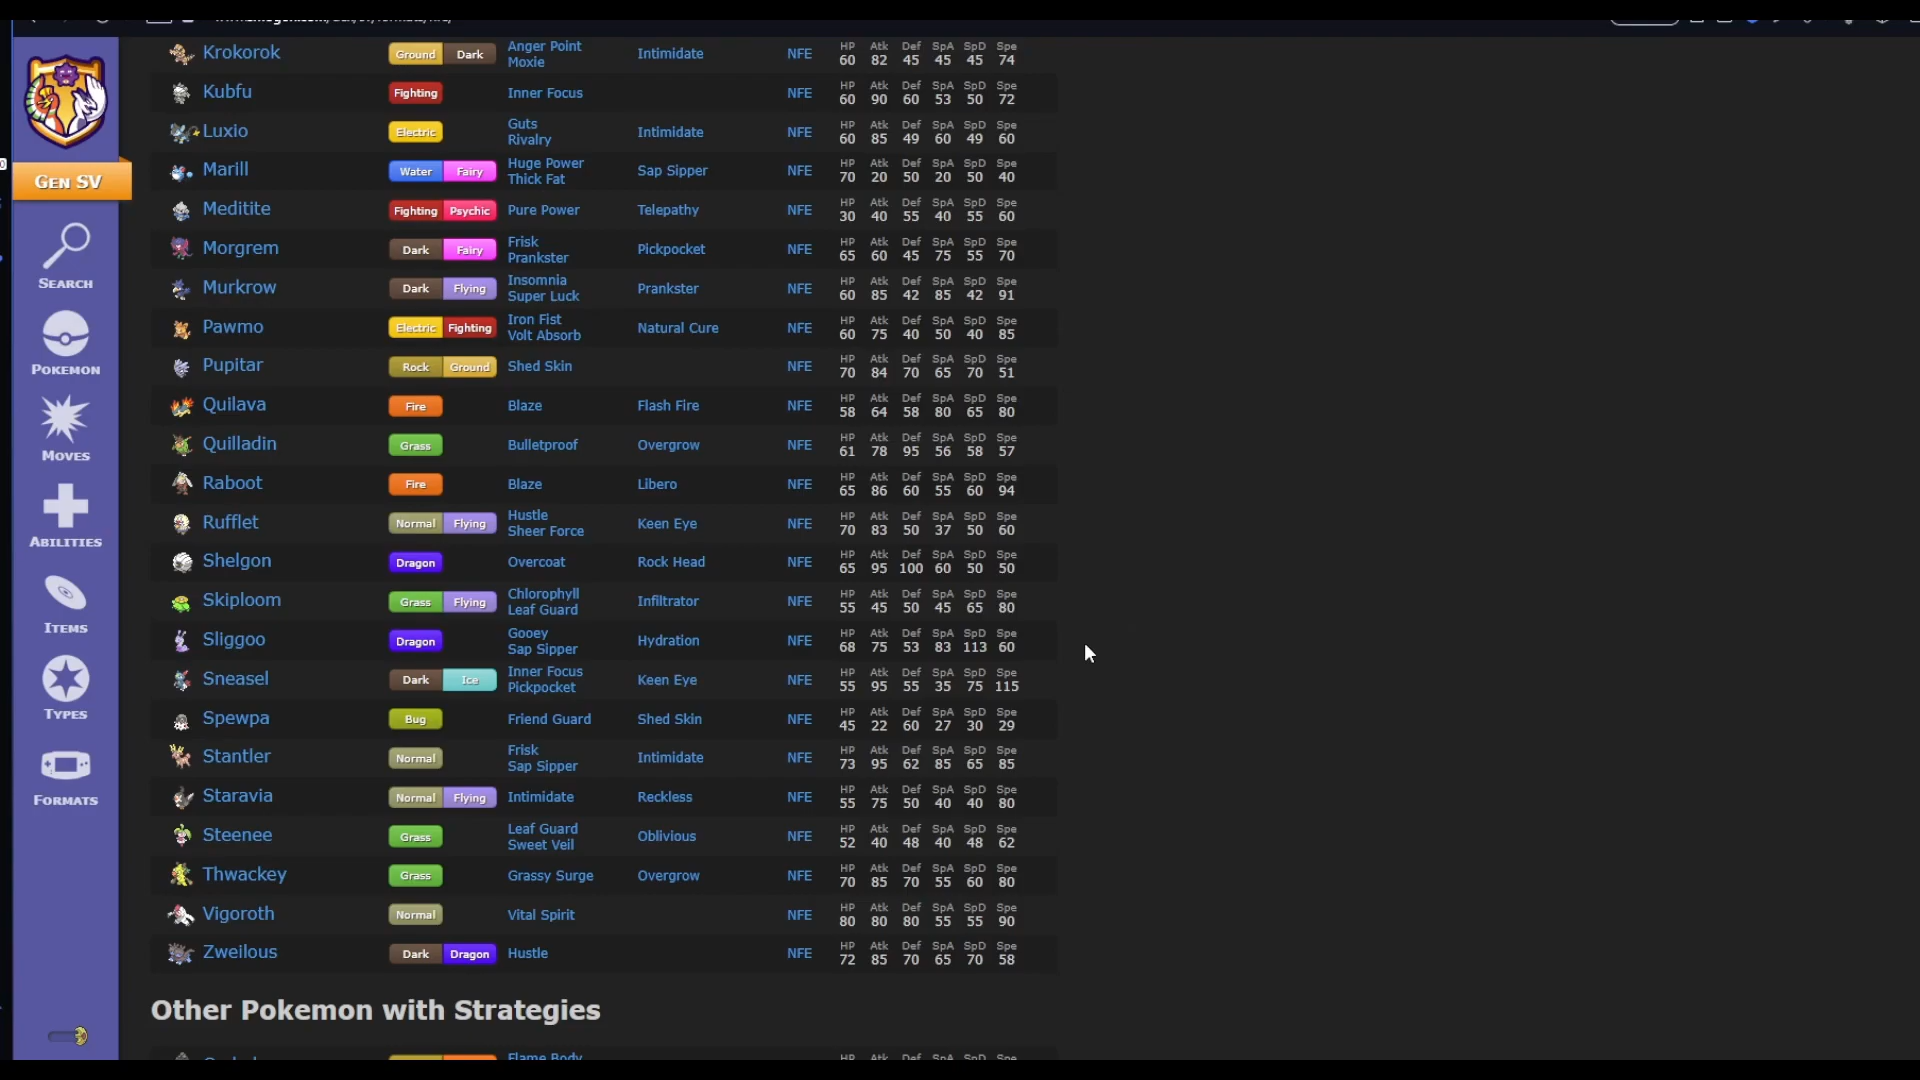 Krokorok Ground Dark Anger Point Moxie Intimidate NFE HP 60 Atk 82 Def 45 SpA 45 SpD 45 Spe 74
Kubfu Fighting Inner Focus NFE HP 60 Atk 90 Def 60 SpA 53 SpD 50 Spe 72
Luxio Electric Guts Rivalry Intimidate NFE HP 60 Atk 85 Def 49 SpA 60 SpD 49 Spe 60
Marill Water Fairy Huge Power Thick Fat Sap Sipper NFE HP 70 Atk 20 Def 50 SpA 20 SpD 50 Spe 40
Meditite Fighting Psychic Pure Power Telepathy NFE HP 30 Atk 40 Def 55 SpA 40 SpD 55 Spe 60
Morgrem Dark Fairy Frisk Prankster Pickpocket NFE HP 65 Atk 60 Def 45 SpA 75 SpD 55 Spe 70
Murkrow Dark Flying Insomnia Super Luck Prankster NFE HP 60 Atk 85 Def 42 SpA 85 SpD 42 Spe 91
Pawmo Electric Fighting Iron Fist Volt Absorb Natural Cure NFE HP 60 Atk 75 Def 40 SpA 50 SpD 40 Spe 85
Pupitar Rock Ground Shed Skin NFE HP 70 Atk 84 Def 70 SpA 65 SpD 70 Spe 51
Quilava Fire Blaze Flash Fire NFE HP 58 Atk 64 Def 58 SpA 80 SpD 65 Spe 80
Quilladin Grass Bulletproof Overgrow NFE HP 61 Atk 78 Def 95 SpA 56 SpD 58 Spe 57
Raboot Fire Blaze Libero NFE HP 65 Atk 86 Def 60 SpA 55 SpD 60 Spe 94
Rufflet Normal Flying Hustle Sheer Force Keen Eye NFE HP 70 Atk 83 Def 50 SpA 37 SpD 50 Spe 60
Shelgon Dragon Overcoat Rock Head NFE HP 65 Atk 95 Def 100 SpA 60 SpD 50 Spe 50
Skiploom Grass Flying Chlorophyll Leaf Guard Infiltrator NFE HP 55 Atk 45 Def 50 SpA 45 SpD 65 Spe 80
Sliggoo Dragon Gooey Sap Sipper Hydration NFE HP 68 Atk 75 Def 53 SpA 83 SpD 113 Spe 60
Sneasel Dark Ice Inner Focus Pickpocket Keen Eye NFE HP 55 Atk 95 Def 55 SpA 35 SpD 75 Spe 115
Spewpa Bug Friend Guard Shed Skin NFE HP 45 Atk 22 Def 60 SpA 27 SpD 30 Spe 29
Stantler Normal Frisk Sap Sipper Intimidate NFE HP 73 Atk 95 Def 62 SpA 85 SpD 65 Spe 85
Staravia Normal Flying Intimidate Reckless NFE HP 55 Atk 75 Def 50 SpA 40 SpD 40 Spe 80
Steenee Grass Leaf Guard Sweet Veil Oblivious NFE HP 52 Atk 40 Def 48 SpA 40 SpD 48 Spe 62
Thwackey Grass Grassy Surge Overgrow NFE HP 70 Atk 85 Def 70 SpA 55 SpD 60 Spe 80
Vigoroth Normal Vital Spirit NFE HP 80 Atk 80 Def 80 SpA 55 SpD 55 Spe 90
Zweilous Dark Dragon Hustle NFE HP 72 Atk 85 Def 70 SpA 65 SpD 70 Spe 58
Other Pokemon with Strategies
Flame Body HP Atk Def SpA SpD Spe
GEN SV
SEARCH
POKEMON
MOVES
ABILITIES
ITEMS
TYPES
FORMATS